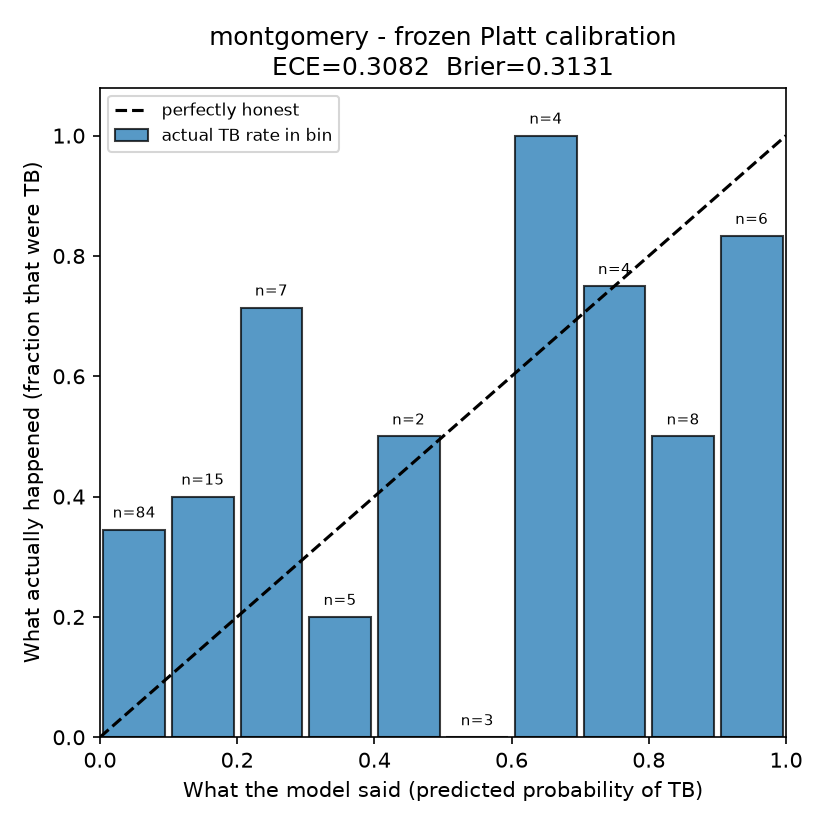 montgomery - frozen Platt calibration
ECE=0.3082  Brier=0.3131
perfectly honest
actual TB rate in bin
n=84
n=15
n=7
n=5
n=2
n=3
n=4
n=4
n=8
n=6
What actually happened (fraction that were TB)
1.0
0.8
0.6
0.4
0.2
0.0
0.0
0.2
0.4
0.6
0.8
1.0
What the model said (predicted probability of TB)